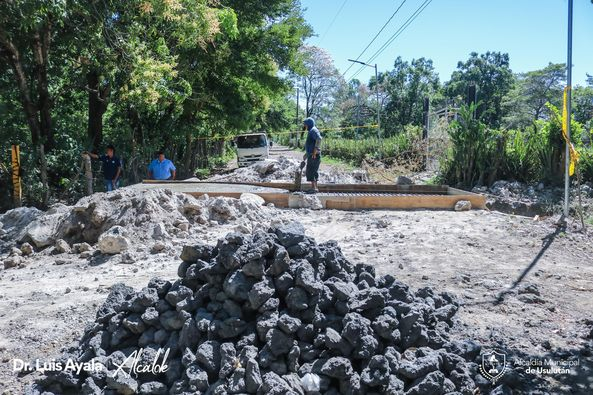 Dr. Luis Ayala Alcalde
Alcaldía Municipal
de Usulután